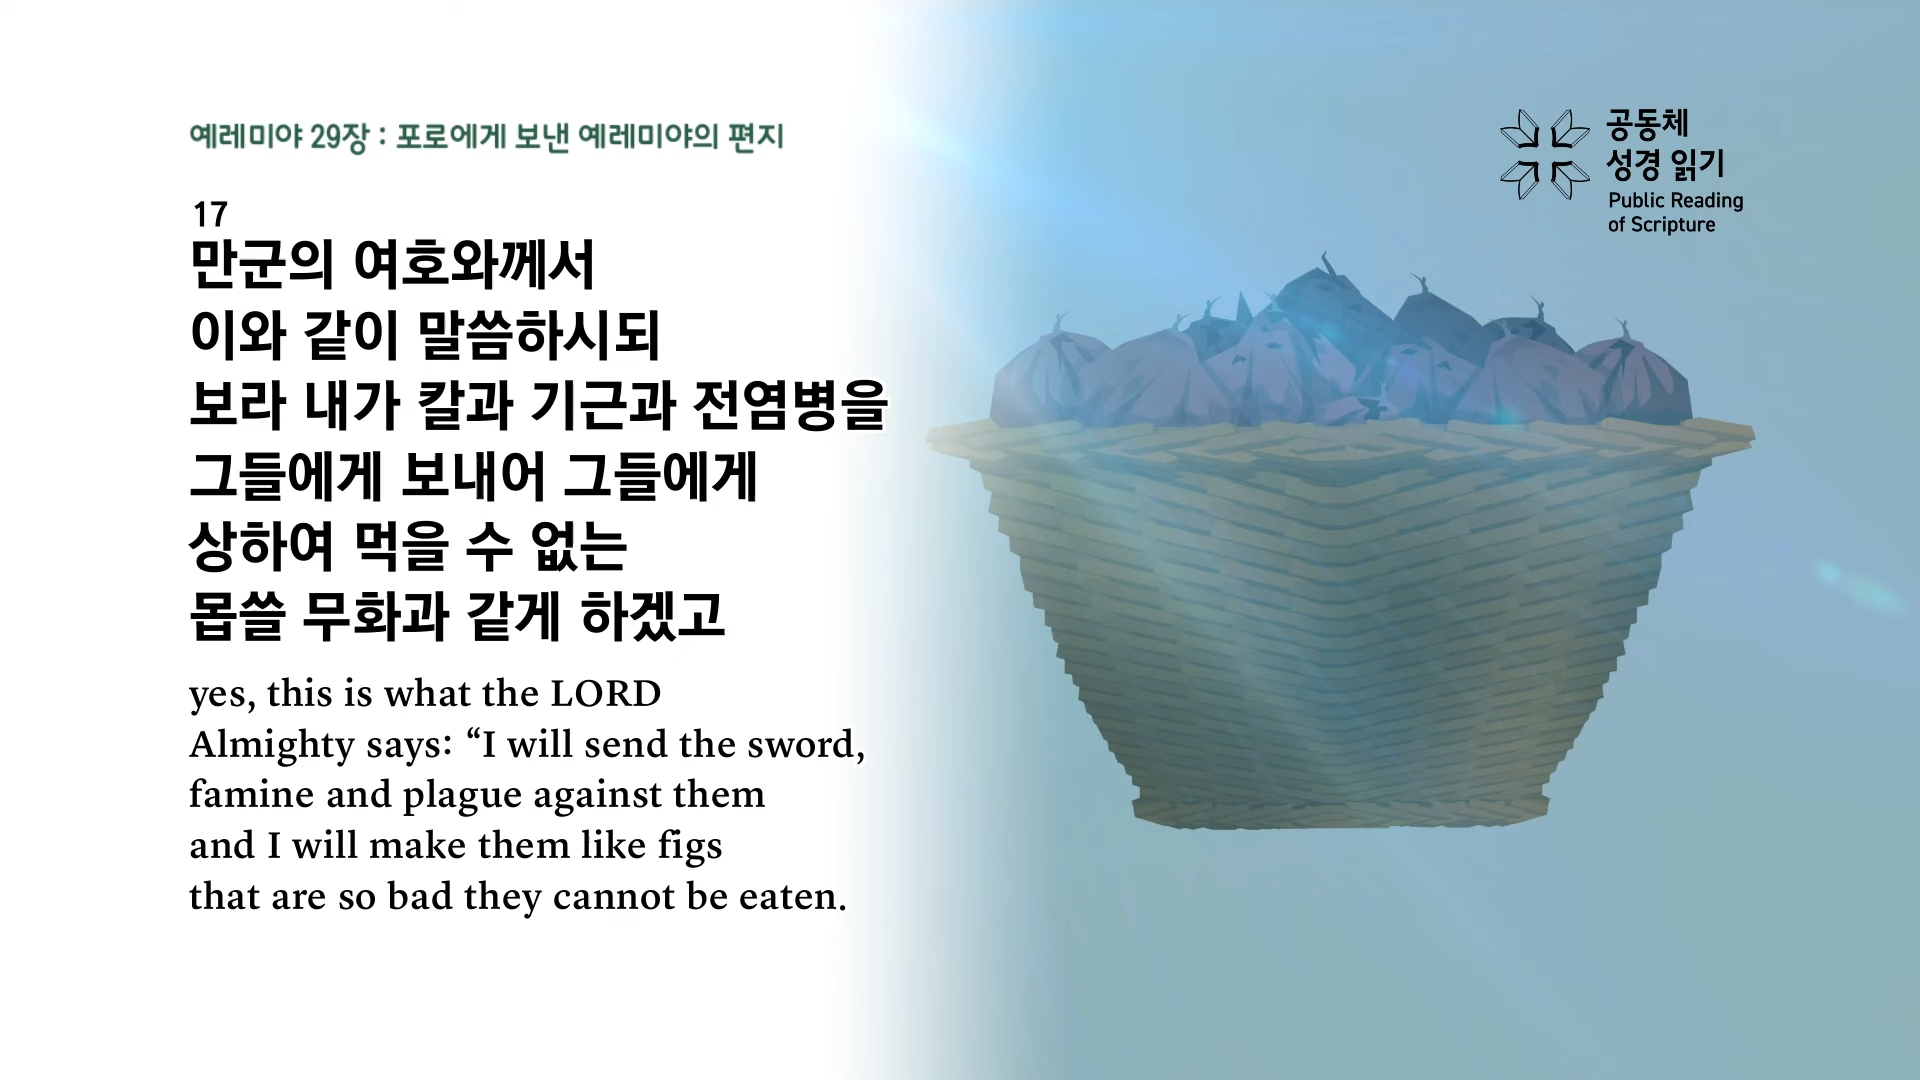 예레미야 29장 : 포로에게 보낸 예레미야의 편지
17
만군의 여호와께서
이와 같이 말씀하시되
보라 내가 칼과 기근과 전염병을
그들에게 보내어 그들에게
상하여 먹을 수 없는
몹쓸 무화과 같게 하겠고
yes, this is what the LORD
Almighty says: “I will send the sword,
famine and plague against them
and I will make them like figs
that are so bad they cannot be eaten.
공동체
성경 읽기
Public Reading
of Scripture